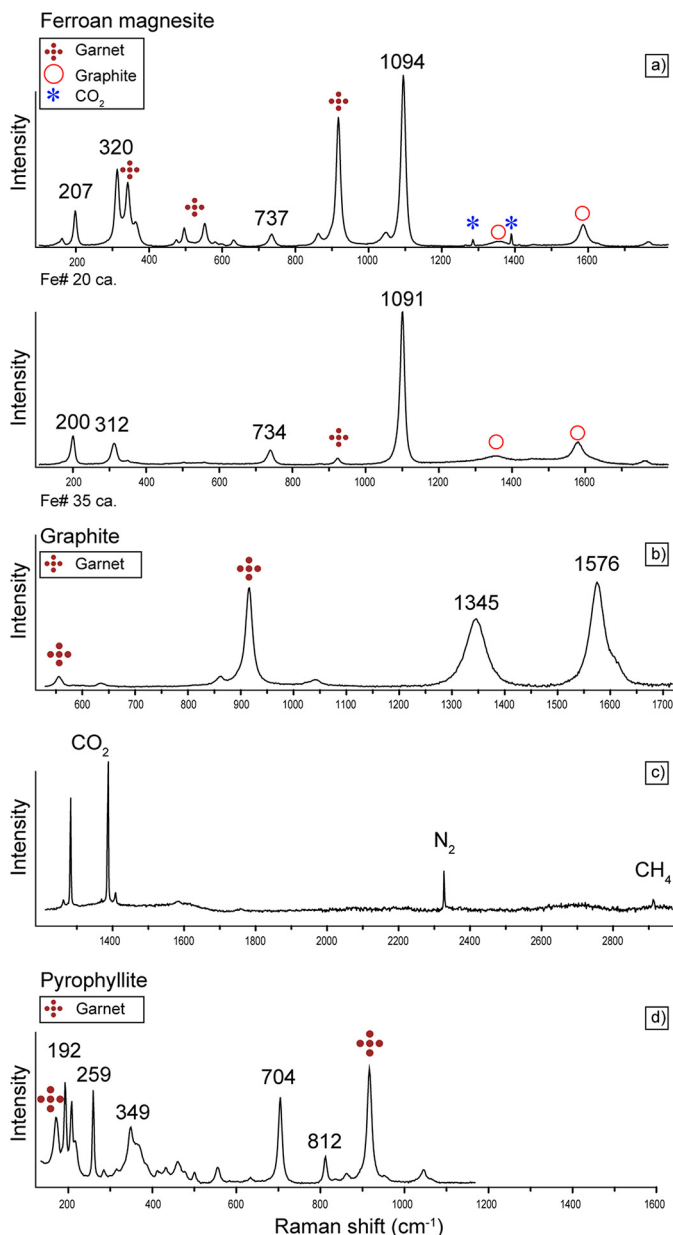 Ferroan magnesite
Garnet
Graphite
CO2
a)
1094
320
207
737
Intensity
200 400 600 800 1000 1200 1400 1600
Fe# 20 ca.
1091
200 312 734
Intensity
200 400 600 800 1000 1200 1400 1600
Fe# 35 ca.
Graphite
Garnet
b)
1576
1345
Intensity
600 700 800 900 1000 1100 1200 1300 1400 1500 1600 1700
c)
CO2
N2
CH4
Intensity
1400 1600 1800 2000 2200 2400 2600 2800
Pyrophyllite
Garnet
d)
192
259
349
704
812
Intensity
200 400 600 800 1000 1200 1400 1600
Raman shift (cm-1)